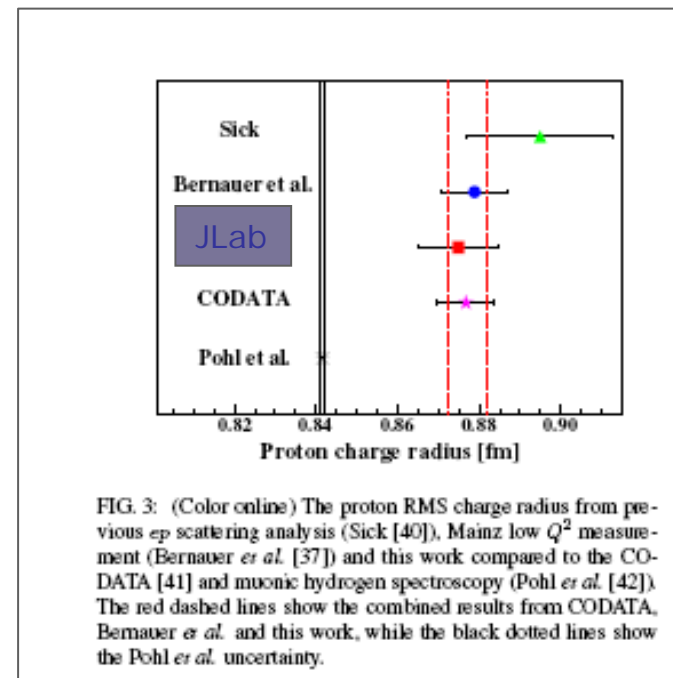 Sick
Bernauer et al.
JLab
CODATA
Pohl et al.
0.82 0.84 0.86 0.88 0.90
Proton charge radius [fm]
FIG. 3: (Color online) The proton RMS charge radius from pre-
vious ep scattering analysis (Sick [40]), Mainz low Q² measure-
ment (Bernauer et al. [37]) and this work compared to the CO-
DATA [41] and muonic hydrogen spectroscopy (Pohl et al. [42]).
The red dashed lines show the combined results from CODATA,
Bernauer et al. and this work, while the black dotted lines show
the Pohl et al. uncertainty.